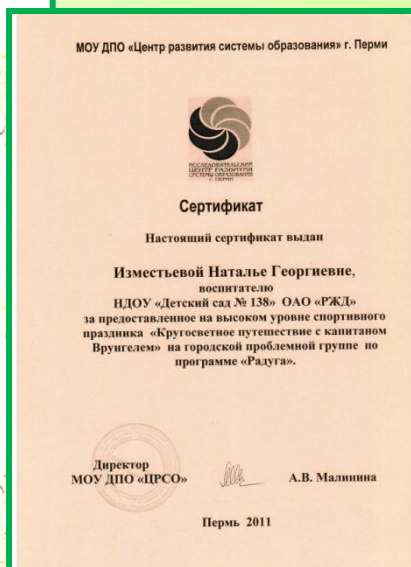 МОУ ДПО «Центр развития системы образования» г. Перми
ИССЛЕДОВАТЕЛЬСКИЙ
ЦЕНТР РАЗВИТИЯ
СИСТЕМЫ ОБРАЗОВАНИЯ
Г. ПЕРМИ
Сертификат
Настоящий сертификат выдан
Изместьевой Наталье Георгиевне,
воспитателю
НДОУ «Детский сад № 138» ОАО «РЖД»
за предоставленное на высоком уровне спортивного
праздника «Кругосветное путешествие с капитаном
Врунгелем» на городской проблемной группе по
программе «Радуга».
Директор
МОУ ДПО «ЦРСО»
А.В. Малинина
Пермь 2011